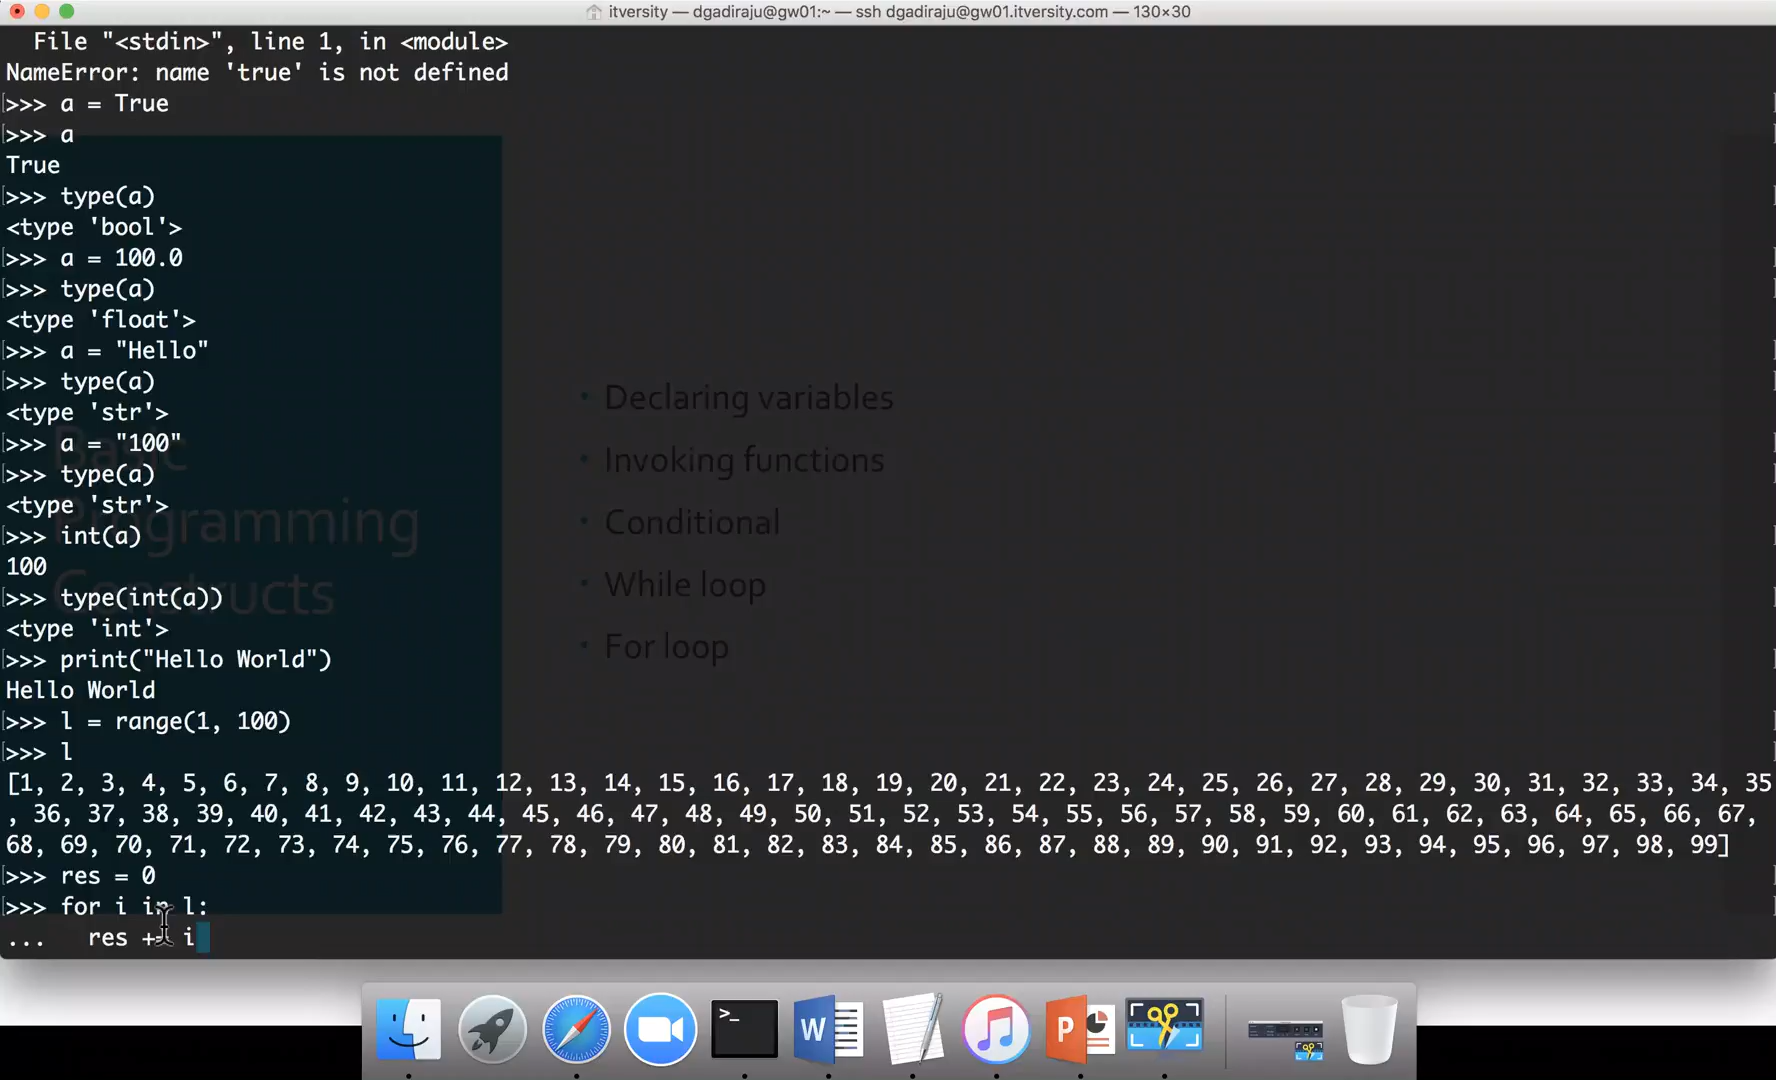 itversity — dgadiraju@gw01:~ — ssh dgadiraju@gw01.itversity.com — 130×30
File "<stdin>", line 1, in <module>
NameError: name 'true' is not defined
>>> a = True
>>> a
True
>>> type(a)
<type 'bool'>
>>> a = 100.0
>>> type(a)
<type 'float'>
>>> a = "Hello"
>>> type(a)
<type 'str'>
>>> a = "100"
>>> type(a)
<type 'str'>
>>> int(a)
100
>>> type(int(a))
<type 'int'>
>>> print("Hello World")
Hello World
>>> l = range(1, 100)
>>> l
[1, 2, 3, 4, 5, 6, 7, 8, 9, 10, 11, 12, 13, 14, 15, 16, 17, 18, 19, 20, 21, 22, 23, 24, 25, 26, 27, 28, 29, 30, 31, 32, 33, 34, 35
, 36, 37, 38, 39, 40, 41, 42, 43, 44, 45, 46, 47, 48, 49, 50, 51, 52, 53, 54, 55, 56, 57, 58, 59, 60, 61, 62, 63, 64, 65, 66, 67,
68, 69, 70, 71, 72, 73, 74, 75, 76, 77, 78, 79, 80, 81, 82, 83, 84, 85, 86, 87, 88, 89, 90, 91, 92, 93, 94, 95, 96, 97, 98, 99]
>>> res = 0
>>> for i in l:
... res += i
Basic
Programming
Constructs
• Declaring variables
• Invoking functions
• Conditional
• While loop
• For loop
>_
W
P